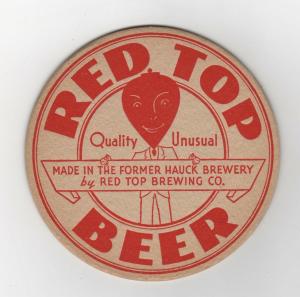 RED TOP
Quality Unusual
MADE IN THE FORMER HAUCK BREWERY
by RED TOP BREWING CO.
BEER